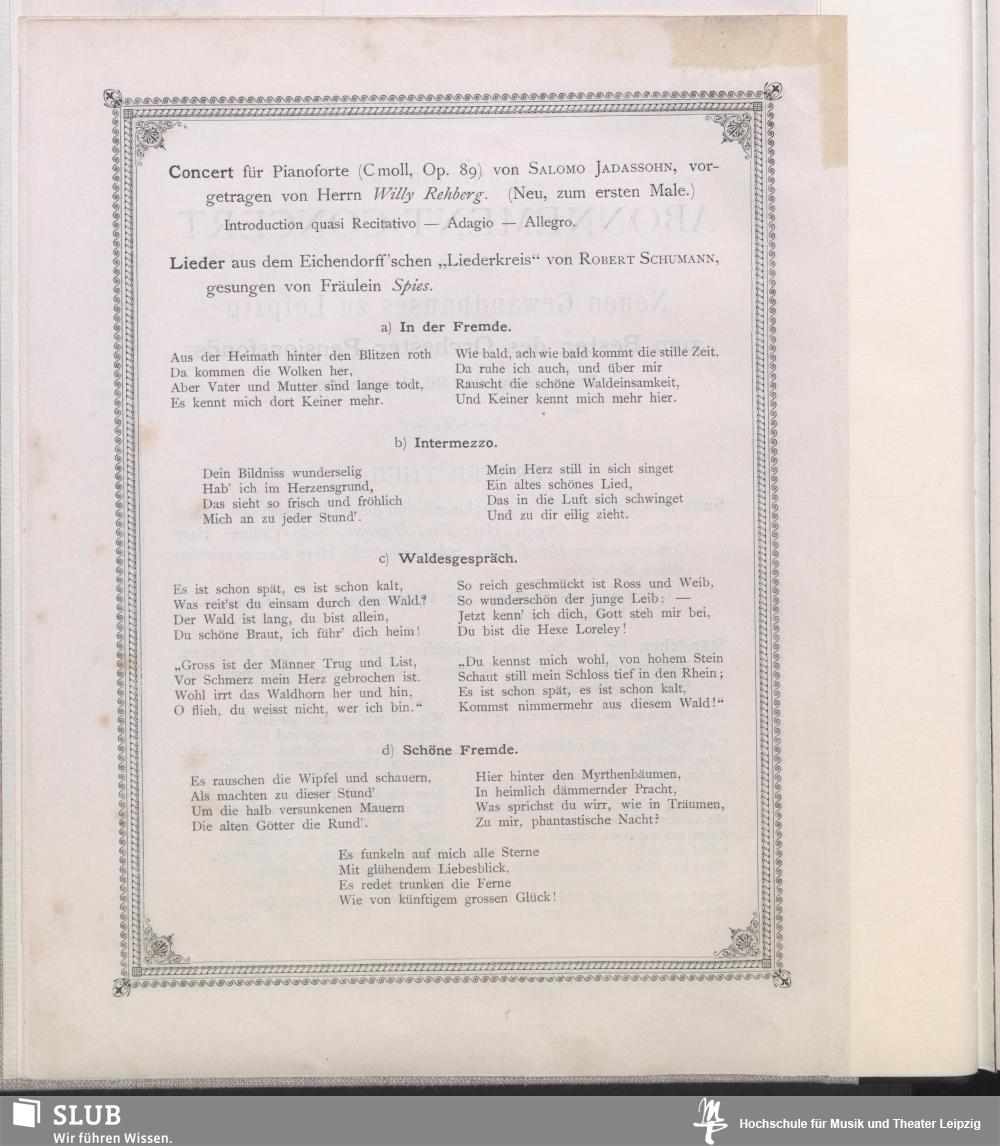 Concert für Pianoforte (C moll, Op. 89) von Salomo Jadassohn, vor-
getragen von Herrn Willy Rehberg. (Neu, zum ersten Male.)
Introduction quasi Recitativo — Adagio — Allegro.
Lieder aus dem Eichendorff'schen „Liederkreis“ von Robert Schumann,
gesungen von Fräulein Spies.
a) In der Fremde.
Aus der Heimath hinter den Blitzen roth
Da kommen die Wolken her,
Aber Vater und Mutter sind lange todt,
Es kennt mich dort Keiner mehr.
Wie bald, ach wie bald kommt die stille Zeit,
Da ruhe ich auch, und über mir
Rauscht die schöne Waldeinsamkeit,
Und Keiner kennt mich mehr hier.
b) Intermezzo.
Dein Bildniss wunderselig
Hab' ich im Herzensgrund,
Das sieht so frisch und fröhlich
Mich an zu jeder Stund'.
Mein Herz still in sich singet
Ein altes schönes Lied,
Das in die Luft sich schwinget
Und zu dir eilig zieht.
c) Waldesgespräch.
Es ist schon spät, es ist schon kalt,
Was reit'st du einsam durch den Wald?
Der Wald ist lang, du bist allein,
Du schöne Braut, ich führ' dich heim!
„Gross ist der Männer Trug und List,
Vor Schmerz mein Herz gebrochen ist.
Wohl irrt das Waldhorn her und hin,
O flieh, du weisst nicht, wer ich bin.“
So reich geschmückt ist Ross und Weib,
So wunderschön der junge Leib; —
Jetzt kenn' ich dich, Gott steh mir bei,
Du bist die Hexe Loreley!
„Du kennst mich wohl, von hohem Stein
Schaut still mein Schloss tief in den Rhein;
Es ist schon spät, es ist schon kalt,
Kommst nimmermehr aus diesem Wald!“
d) Schöne Fremde.
Es rauschen die Wipfel und schauern,
Als machten zu dieser Stund'
Um die halb versunkenen Mauern
Die alten Götter die Rund'.
Hier hinter den Myrthenbäumen,
In heimlich dämmernder Pracht,
Was sprichst du wirr, wie in Träumen,
Zu mir, phantastische Nacht?
Es funkeln auf mich alle Sterne
Mit glühendem Liebesblick,
Es redet trunken die Ferne
Wie von künftigem grossen Glück!
SLUB
Wir führen Wissen.
Hochschule für Musik und Theater Leipzig